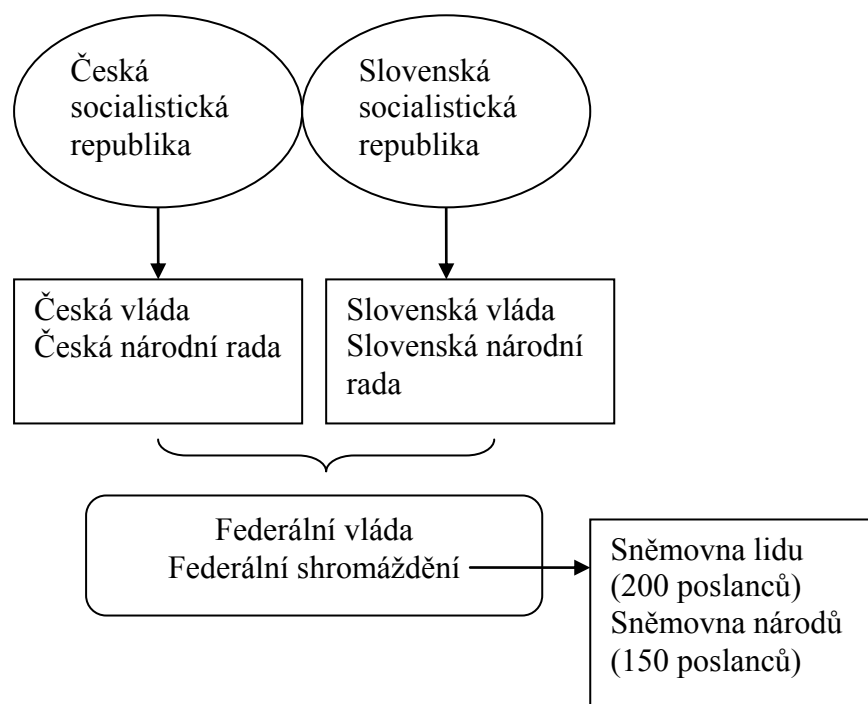 Česká
socialistická
republika
Slovenská
socialistická
republika
Česká vláda
Česká národní rada
Slovenská vláda
Slovenská národní
rada
Federální vláda
Federální shromáždění
Sněmovna lidu
(200 poslanců)
Sněmovna národů
(150 poslanců)